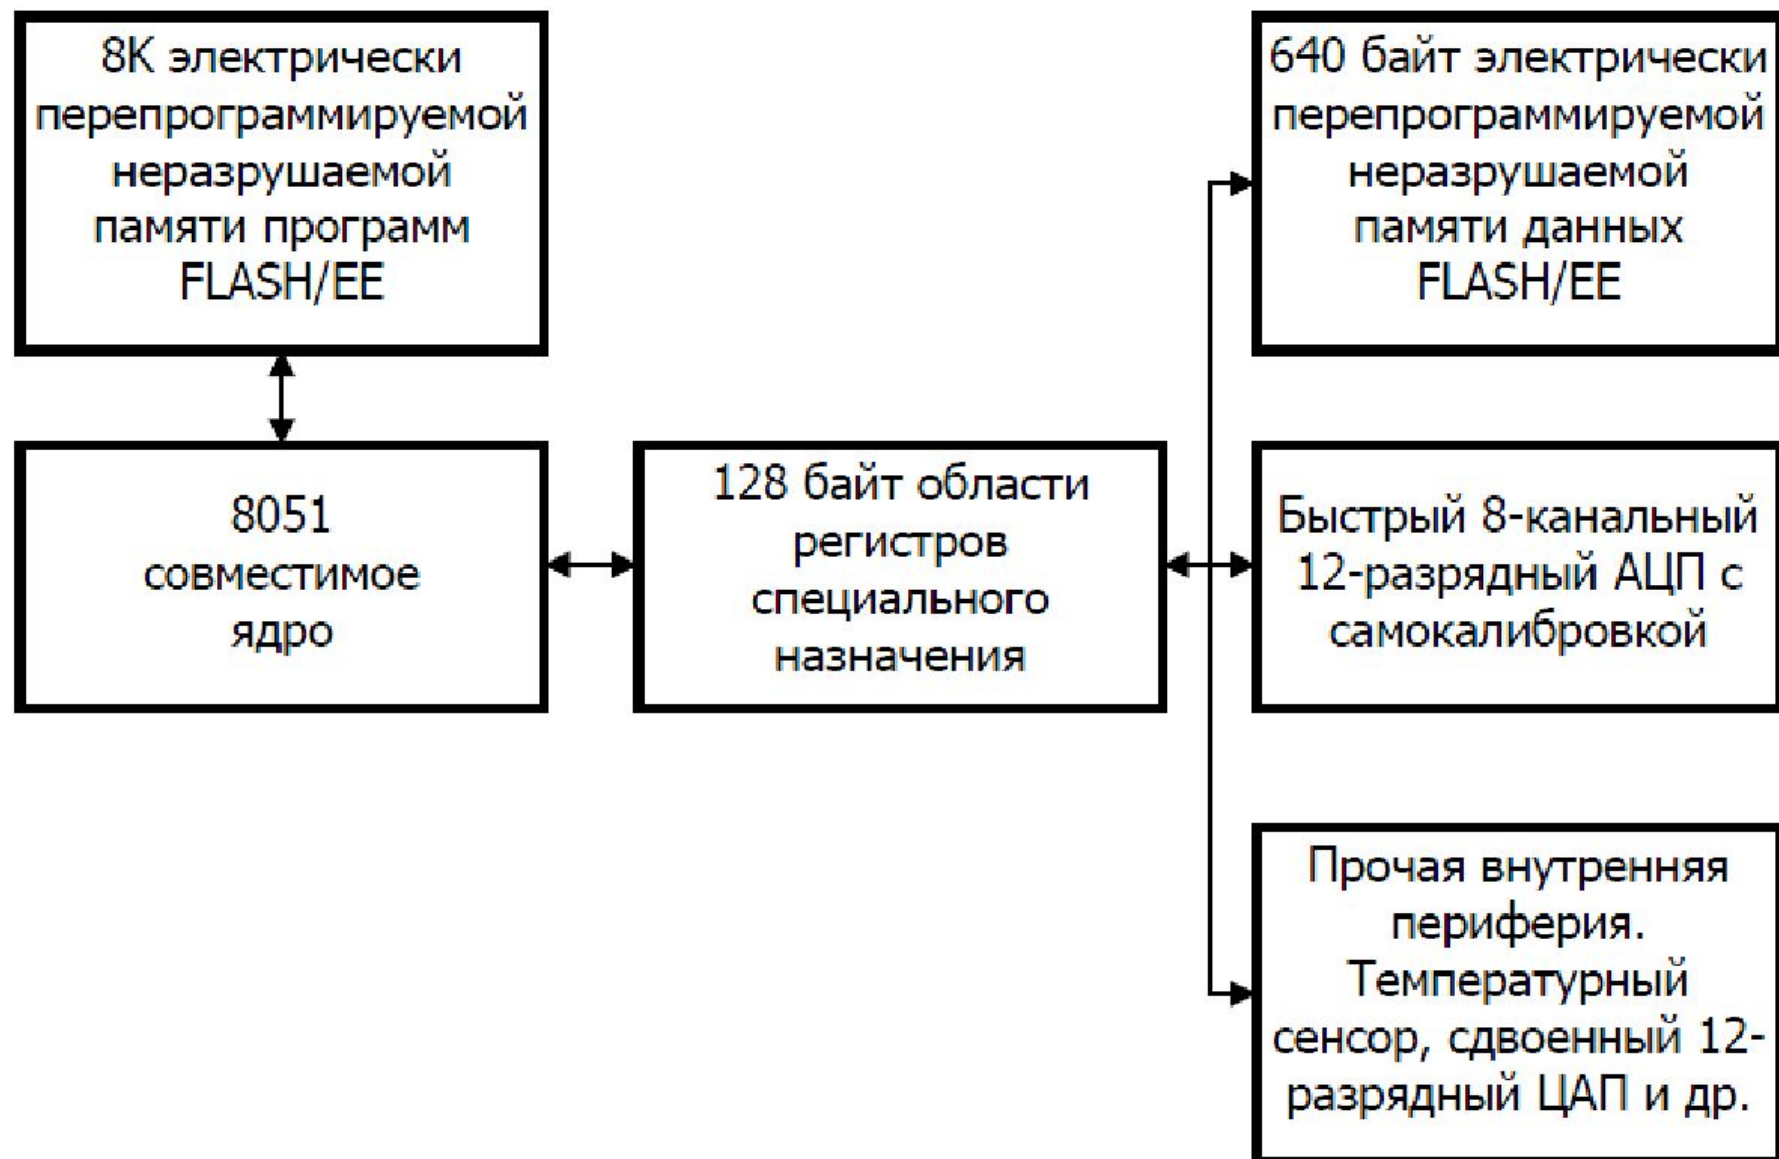 8K электрически
перепрограммируемой
неразрушаемой
памяти программ
FLASH/EE
640 байт электрически
перепрограммируемой
неразрушаемой
памяти данных
FLASH/EE
8051
совместимое
ядро
128 байт области
регистров
специального
назначения
Быстрый 8-канальный
12-разрядный АЦП с
самокалибровкой
Прочая внутренняя
периферия.
Температурный
сенсор, сдвоенный 12-
разрядный ЦАП и др.